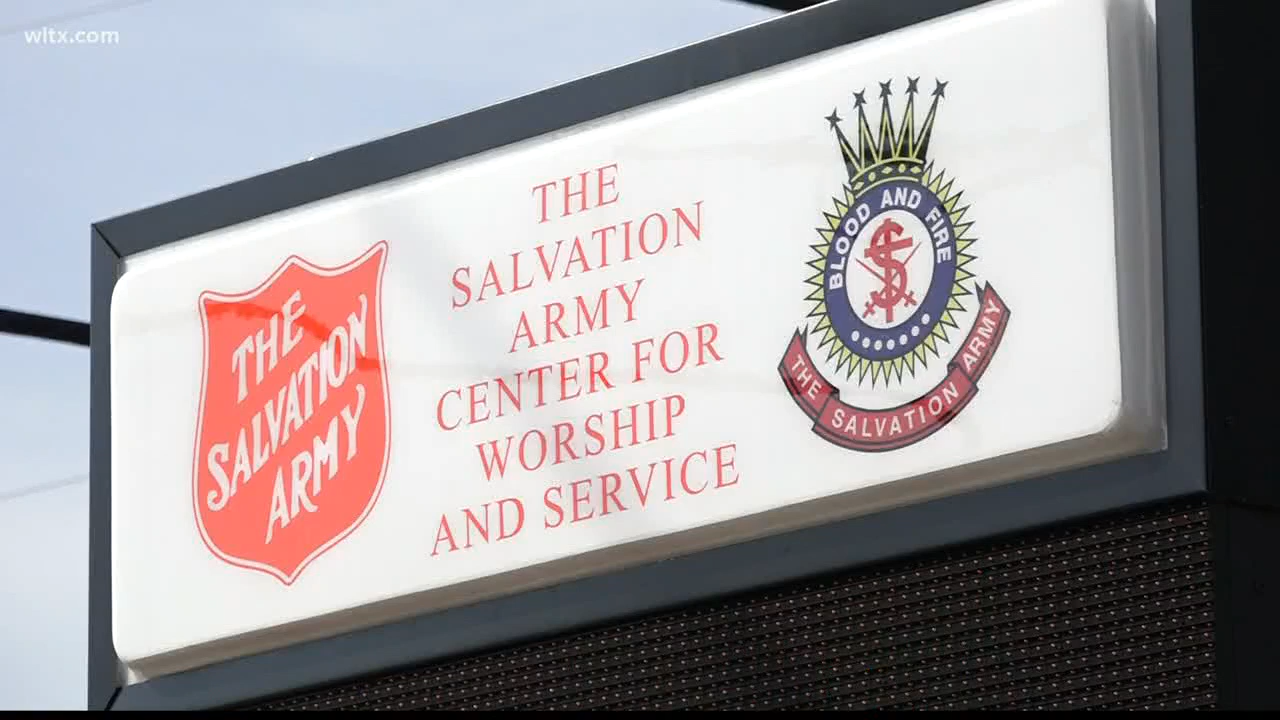 wltx.com
THE
SALVATION
ARMY
THE
SALVATION
ARMY
CENTER FOR
WORSHIP
AND SERVICE
BLOOD AND FIRE
S
THE SALVATION ARMY